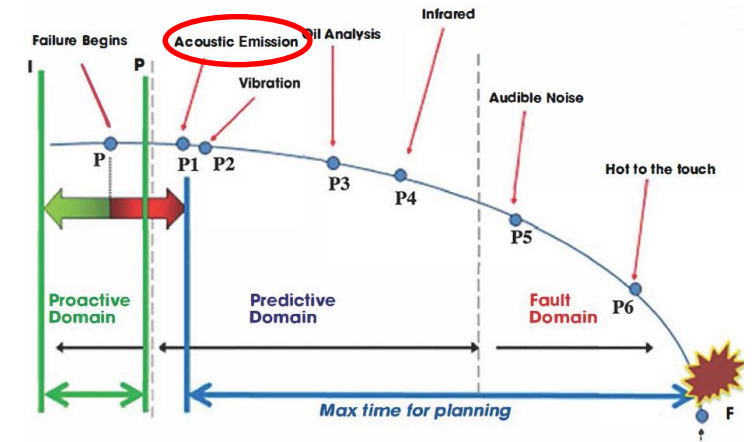 Infrared
Failure Begins
Acoustic Emission
Oil Analysis
I
P
Vibration
Audible Noise
Hot to the touch
P
P1
P2
P3
P4
P5
P6
Proactive
Domain
Predictive
Domain
Fault
Domain
Max time for planning
F